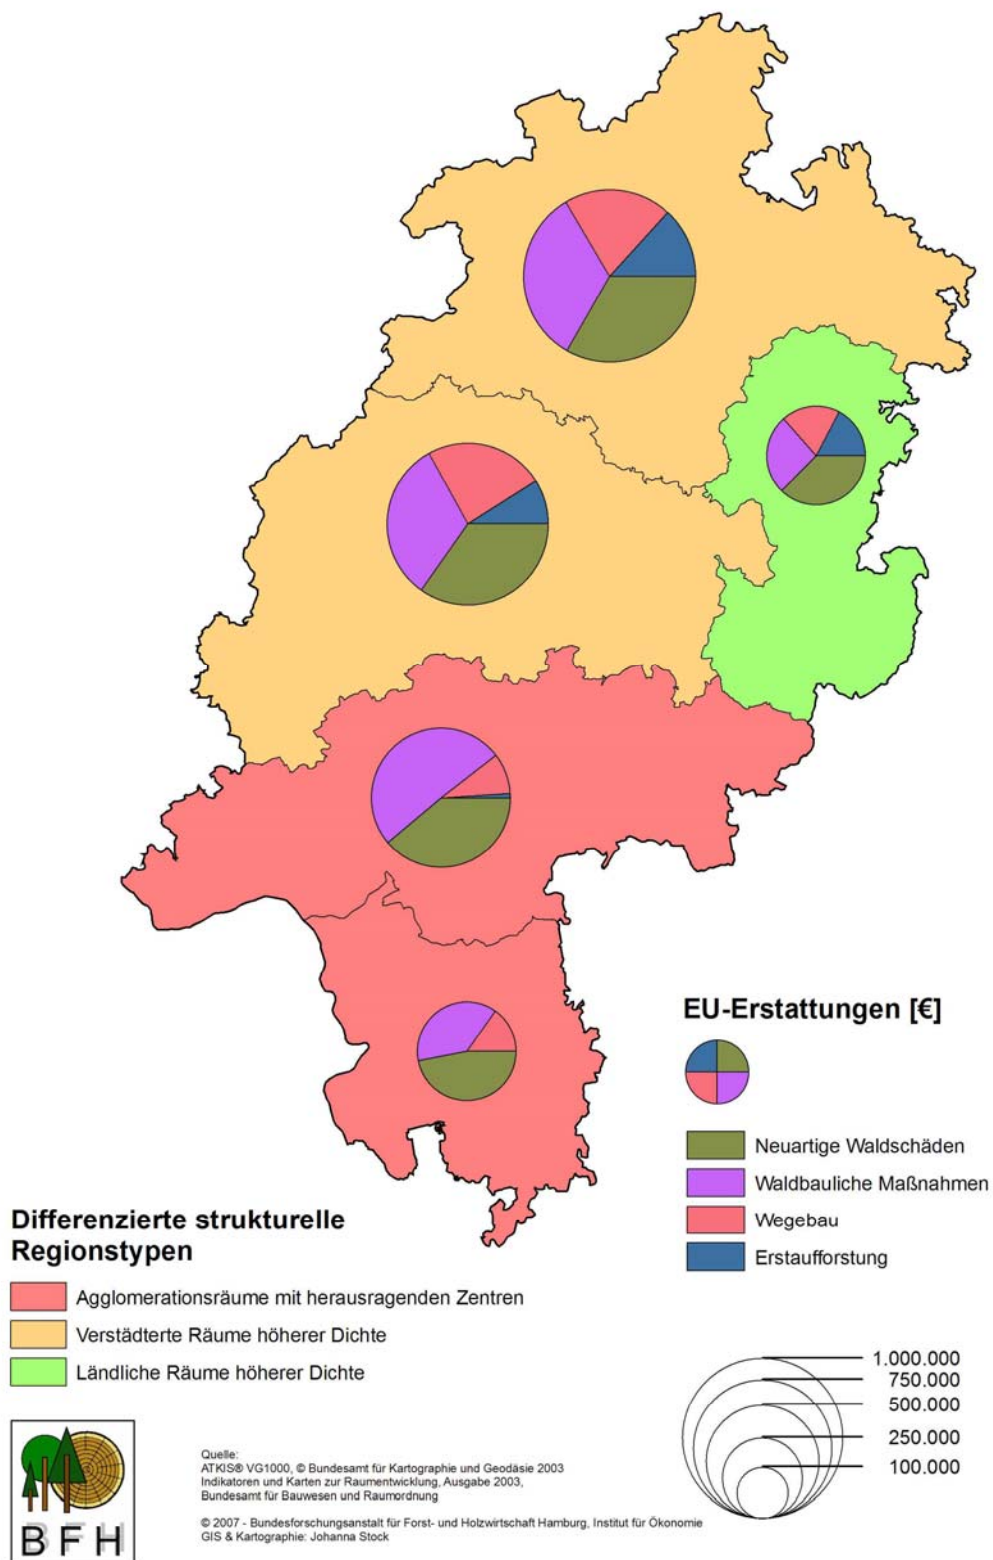 EU-Erstattungen [€]
Neuartige Waldschäden
Waldbauliche Maßnahmen
Wegebau
Erstaufforstung
Differenzierte strukturelle
Regionstypen
Agglomerationsräume mit herausragenden Zentren
Verstädterte Räume höherer Dichte
Ländliche Räume höherer Dichte
1.000.000
750.000
500.000
250.000
100.000
BFH
Quelle:
ATKIS® VG1000, © Bundesamt für Kartographie und Geodäsie 2003
Indikatoren und Karten zur Raumentwicklung, Ausgabe 2003,
Bundesamt für Bauwesen und Raumordnung
© 2007 - Bundesforschungsanstalt für Forst- und Holzwirtschaft Hamburg, Institut für Ökonomie
GIS & Kartographie: Johanna Stock